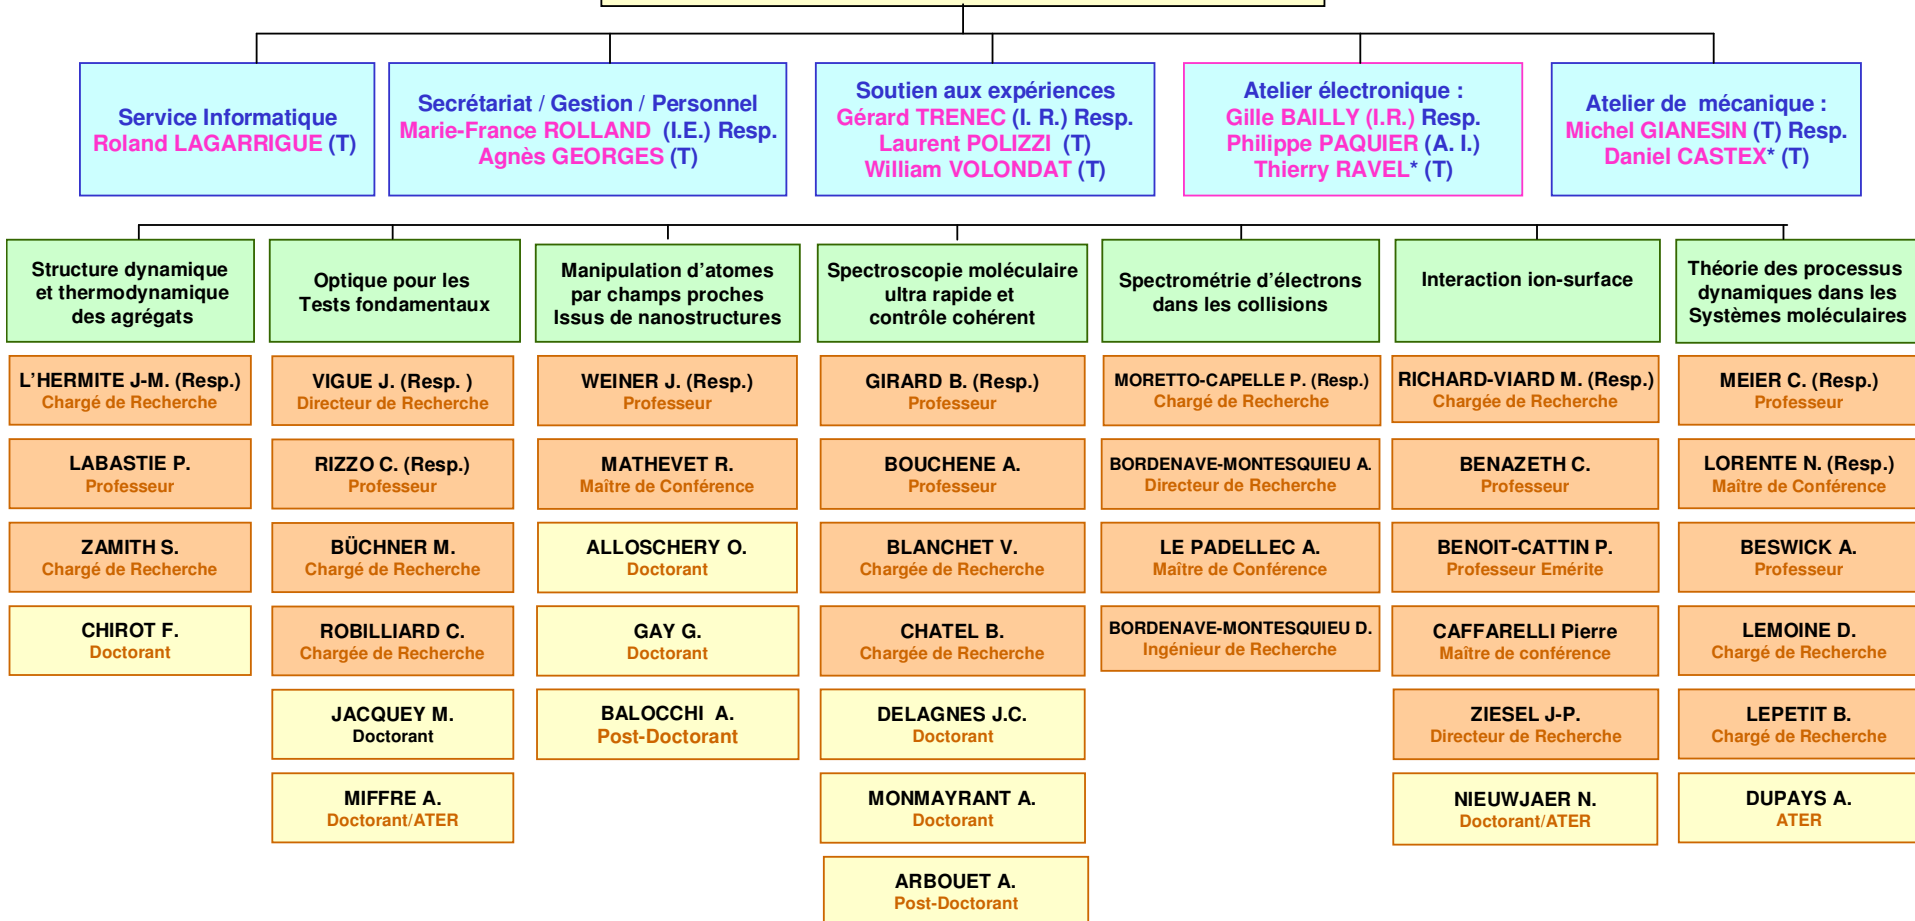 Service Informatique
Roland LAGARRIGUE (T)
Secrétariat / Gestion / Personnel
Marie-France ROLLAND (I.E.) Resp.
Agnès GEORGES (T)
Soutien aux expériences
Gérard TRENEC (I. R.) Resp.
Laurent POLIZZI (T)
William VOLONDAT (T)
Atelier électronique :
Gille BAILLY (I.R.) Resp.
Philippe PAQUIER (A. I.)
Thierry RAVEL* (T)
Atelier de mécanique :
Michel GIANESIN (T) Resp.
Daniel CASTEX* (T)
Structure dynamique
et thermodynamique
des agrégats
L'HERMITE J-M. (Resp.)
Chargé de Recherche
LABASTIE P.
Professeur
ZAMITH S.
Chargé de Recherche
CHIROT F.
Doctorant
Optique pour les
Tests fondamentaux
VIGUE J. (Resp. )
Directeur de Recherche
RIZZO C. (Resp.)
Professeur
BÜCHNER M.
Chargé de Recherche
ROBILLIARD C.
Chargée de Recherche
JACQUEY M.
Doctorant
MIFFRE A.
Doctorant/ATER
Manipulation d'atomes
par champs proches
Issus de nanostructures
WEINER J. (Resp.)
Professeur
MATHEVET R.
Maître de Conférence
ALLOSCHERY O.
Doctorant
GAY G.
Doctorant
BALOCCHI A.
Post-Doctorant
Spectroscopie moléculaire
ultra rapide et
contrôle cohérent
GIRARD B. (Resp.)
Professeur
BOUCHENE A.
Professeur
BLANCHET V.
Chargée de Recherche
CHATEL B.
Chargée de Recherche
DELAGNES J.C.
Doctorant
MONMAYRANT A.
Doctorant
ARBOUET A.
Post-Doctorant
Spectrométrie d'électrons
dans les collisions
MORETTO-CAPELLE P. (Resp.)
Chargé de Recherche
BORDENAVE-MONTESQUIEU A.
Directeur de Recherche
LE PADELLEC A.
Maître de Conférence
BORDENAVE-MONTESQUIEU D.
Ingénieur de Recherche
Interaction ion-surface
RICHARD-VIARD M. (Resp.)
Chargée de Recherche
BENAZETH C.
Professeur
BENOIT-CATTIN P.
Professeur Emérite
CAFFARELLI Pierre
Maître de conférence
ZIESEL J-P.
Directeur de Recherche
NIEUWJAER N.
Doctorant/ATER
Théorie des processus
dynamiques dans les
Systèmes moléculaires
MEIER C. (Resp.)
Professeur
LORENTE N. (Resp.)
Maître de Conférence
BESWICK A.
Professeur
LEMOINE D.
Chargé de Recherche
LEPETIT B.
Chargé de Recherche
DUPAYS A.
ATER